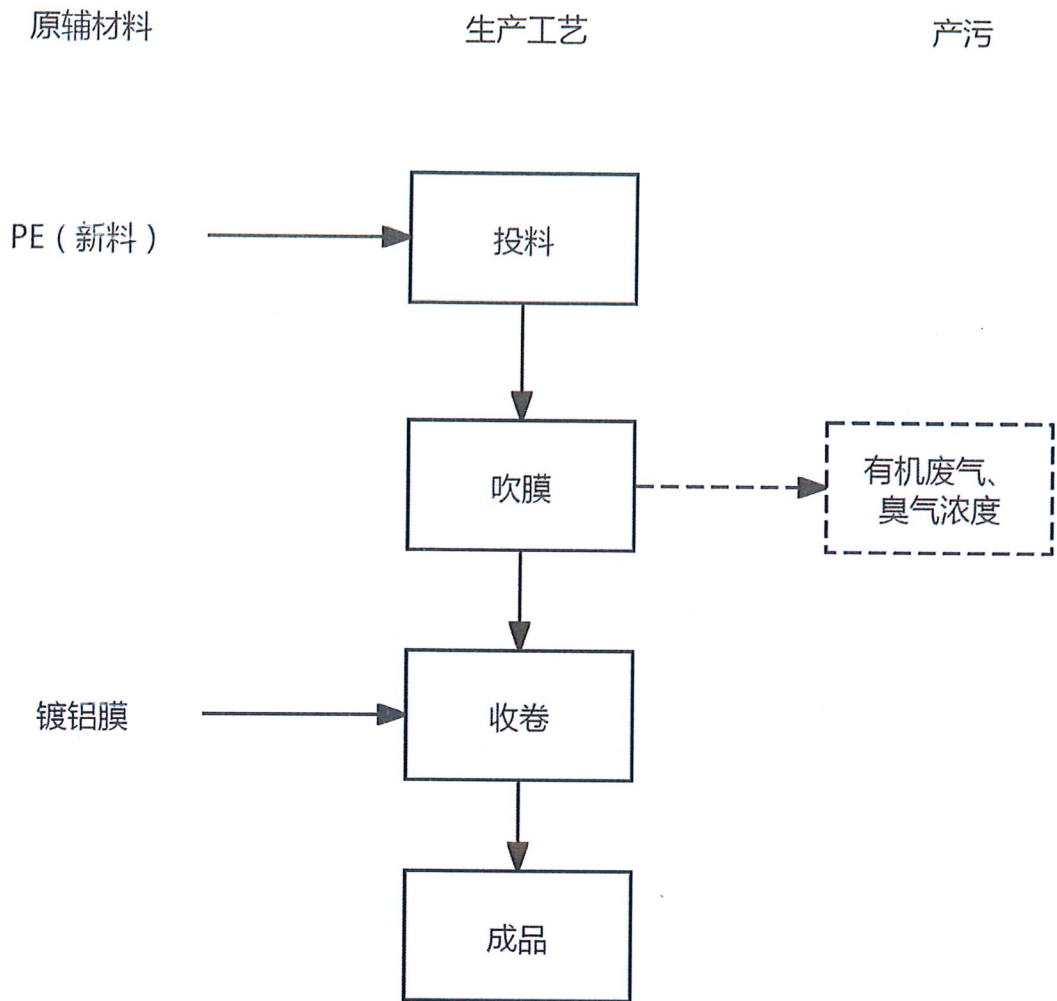 原辅材料
生产工艺
产污
PE（新料）
投料
吹膜
有机废气、
臭气浓度
镀铝膜
收卷
成品